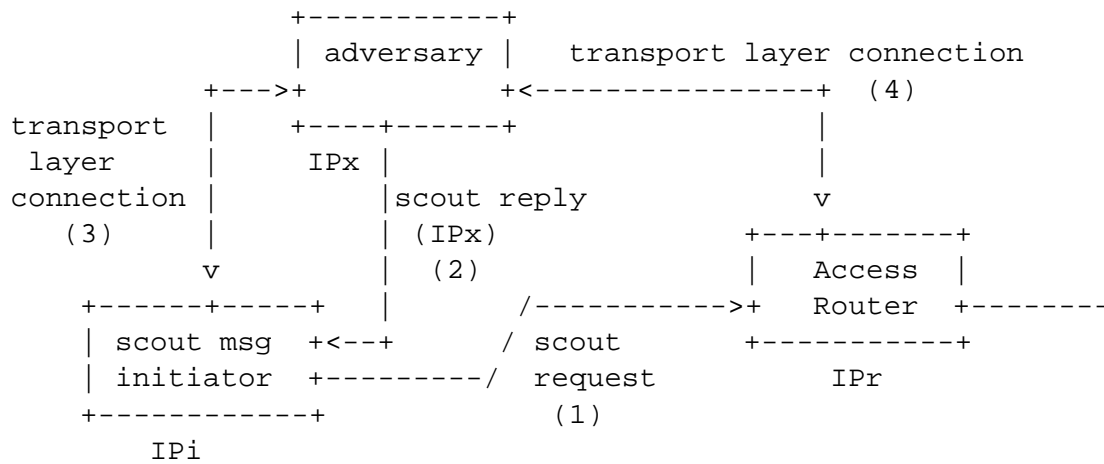 +-----------+
                   | adversary |     transport layer connection
            +--->+              +<----------------+   (4)
transport   |      +----+------+                  |
 layer      |       IPx |                         |
connection  |           |scout reply              v
   (3)      |           | (IPx)               +---+-------+
            v           |  (2)                |   Access  |
    +------+-----+      |        /----------->+   Router  +--------
    | scout msg  +<--+        / scout         +-----------+
    | initiator  +---------/   request             IPr
    +------------+              (1)
        IPi